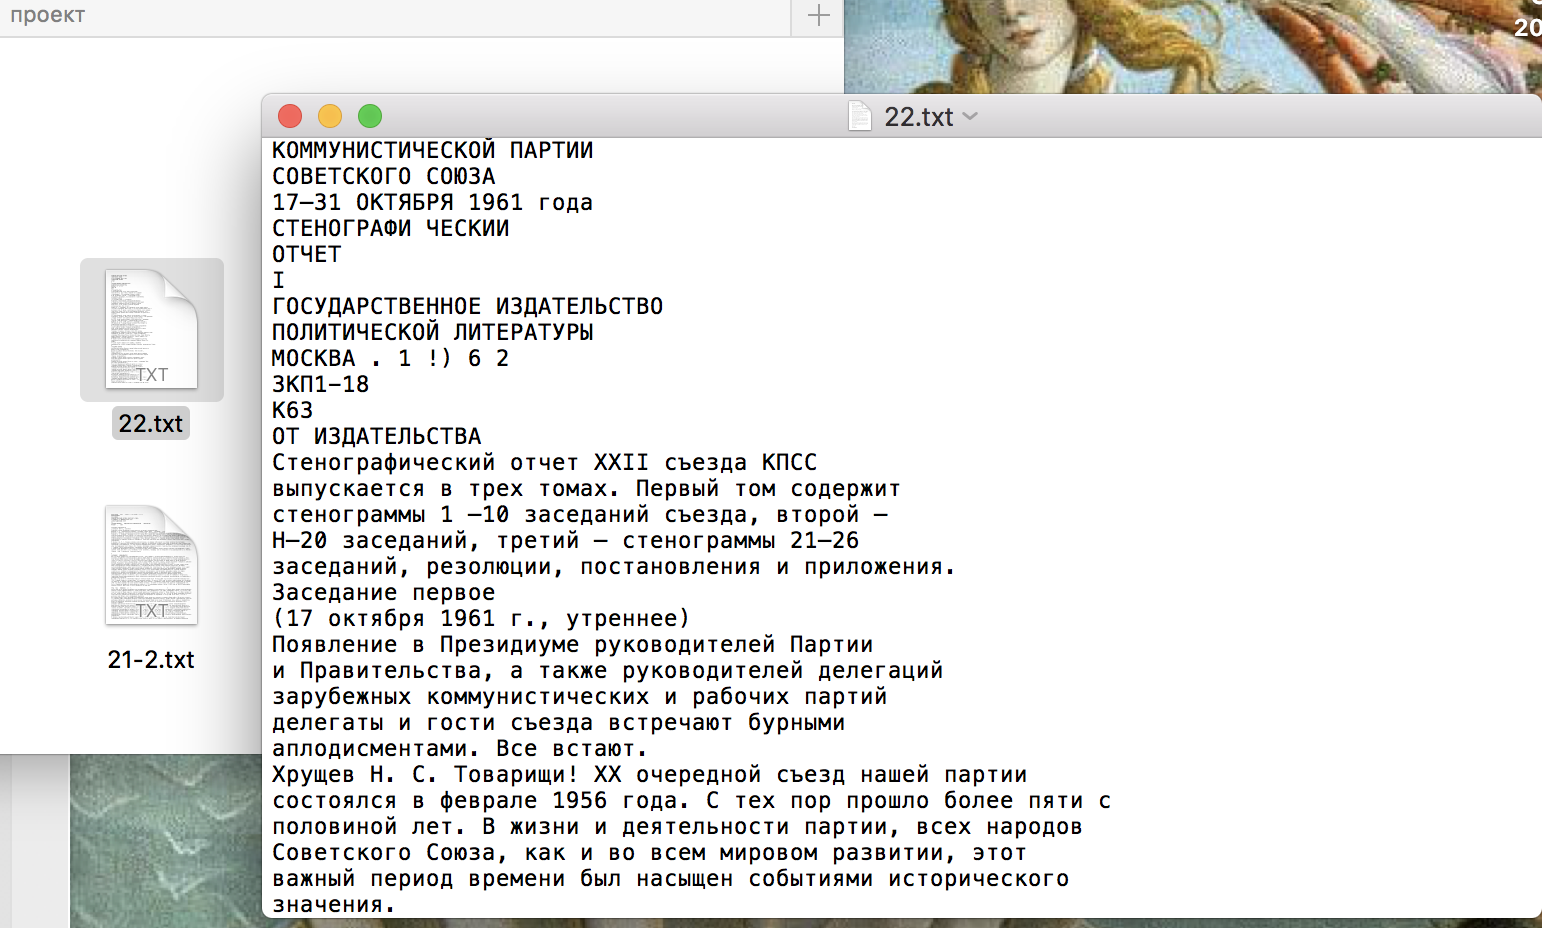 проект
20
22.txt
КОММУНИСТИЧЕСКОЙ ПАРТИИ
СОВЕТСКОГО СОЮЗА
17—31 ОКТЯБРЯ 1961 года
СТЕНОГРАФИ ЧЕСКИИ
ОТЧЕТ
I
ГОСУДАРСТВЕННОЕ ИЗДАТЕЛЬСТВО
ПОЛИТИЧЕСКОЙ ЛИТЕРАТУРЫ
МОСКВА . 1 !) 6 2
ЗКП1—18
К63
ОТ ИЗДАТЕЛЬСТВА
Стенографический отчет XXII съезда КПСС
выпускается в трех томах. Первый том содержит
стенограммы 1 —10 заседаний съезда, второй —
Н—20 заседаний, третий — стенограммы 21—26
заседаний, резолюции, постановления и приложения.
Заседание первое
(17 октября 1961 г., утреннее)
Появление в Президиуме руководителей Партии
и Правительства, а также руководителей делегаций
зарубежных коммунистических и рабочих партий
делегаты и гости съезда встречают бурными
аплодисментами. Все встают.
Хрущев Н. С. Товарищи! XX очередной съезд нашей партии
состоялся в феврале 1956 года. С тех пор прошло более пяти с
половиной лет. В жизни и деятельности партии, всех народов
Советского Союза, как и во всем мировом развитии, этот
важный период времени был насыщен событиями исторического
значения.
TXT
22.txt
TXT
21-2.txt